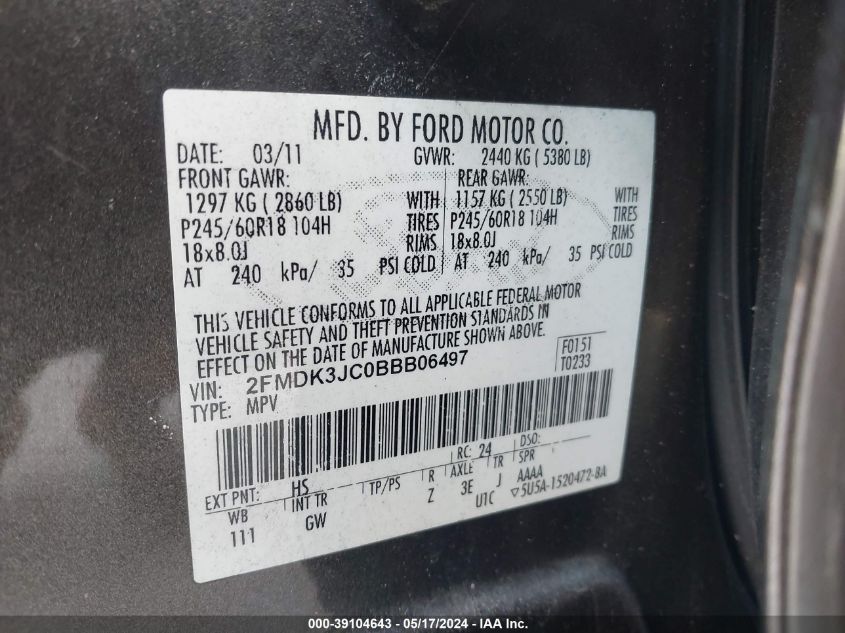 MFD. BY FORD MOTOR CO.
DATE: 03/11 GVWR: 2440 KG ( 5380 LB)
FRONT GAWR: REAR GAWR:
1297 KG ( 2860 LB) WITH 1157 KG ( 2550 LB) WITH
P245/60R18 104H TIRES P245/60R18 104H TIRES
18x8.0J RIMS 18x8.0J RIMS
AT 240 kPa/ 35 PSI COLD AT 240 kPa/ 35 PSI COLD
THIS VEHICLE CONFORMS TO ALL APPLICABLE FEDERAL MOTOR
VEHICLE SAFETY AND THEFT PREVENTION STANDARDS IN
EFFECT ON THE DATE OF MANUFACTURE SHOWN ABOVE.
VIN: 2FMDK3JC0BBB06497 F0151
TYPE: MPV T0233
EXT PNT: HS RC: 24 DSO:
WB INT TR TP/PS R AXLE TR SPR
111 GW Z 3E J AAAA
UTC ▽5U5A-1520472-BA
000-39104643 - 05/17/2024 - IAAI Inc.